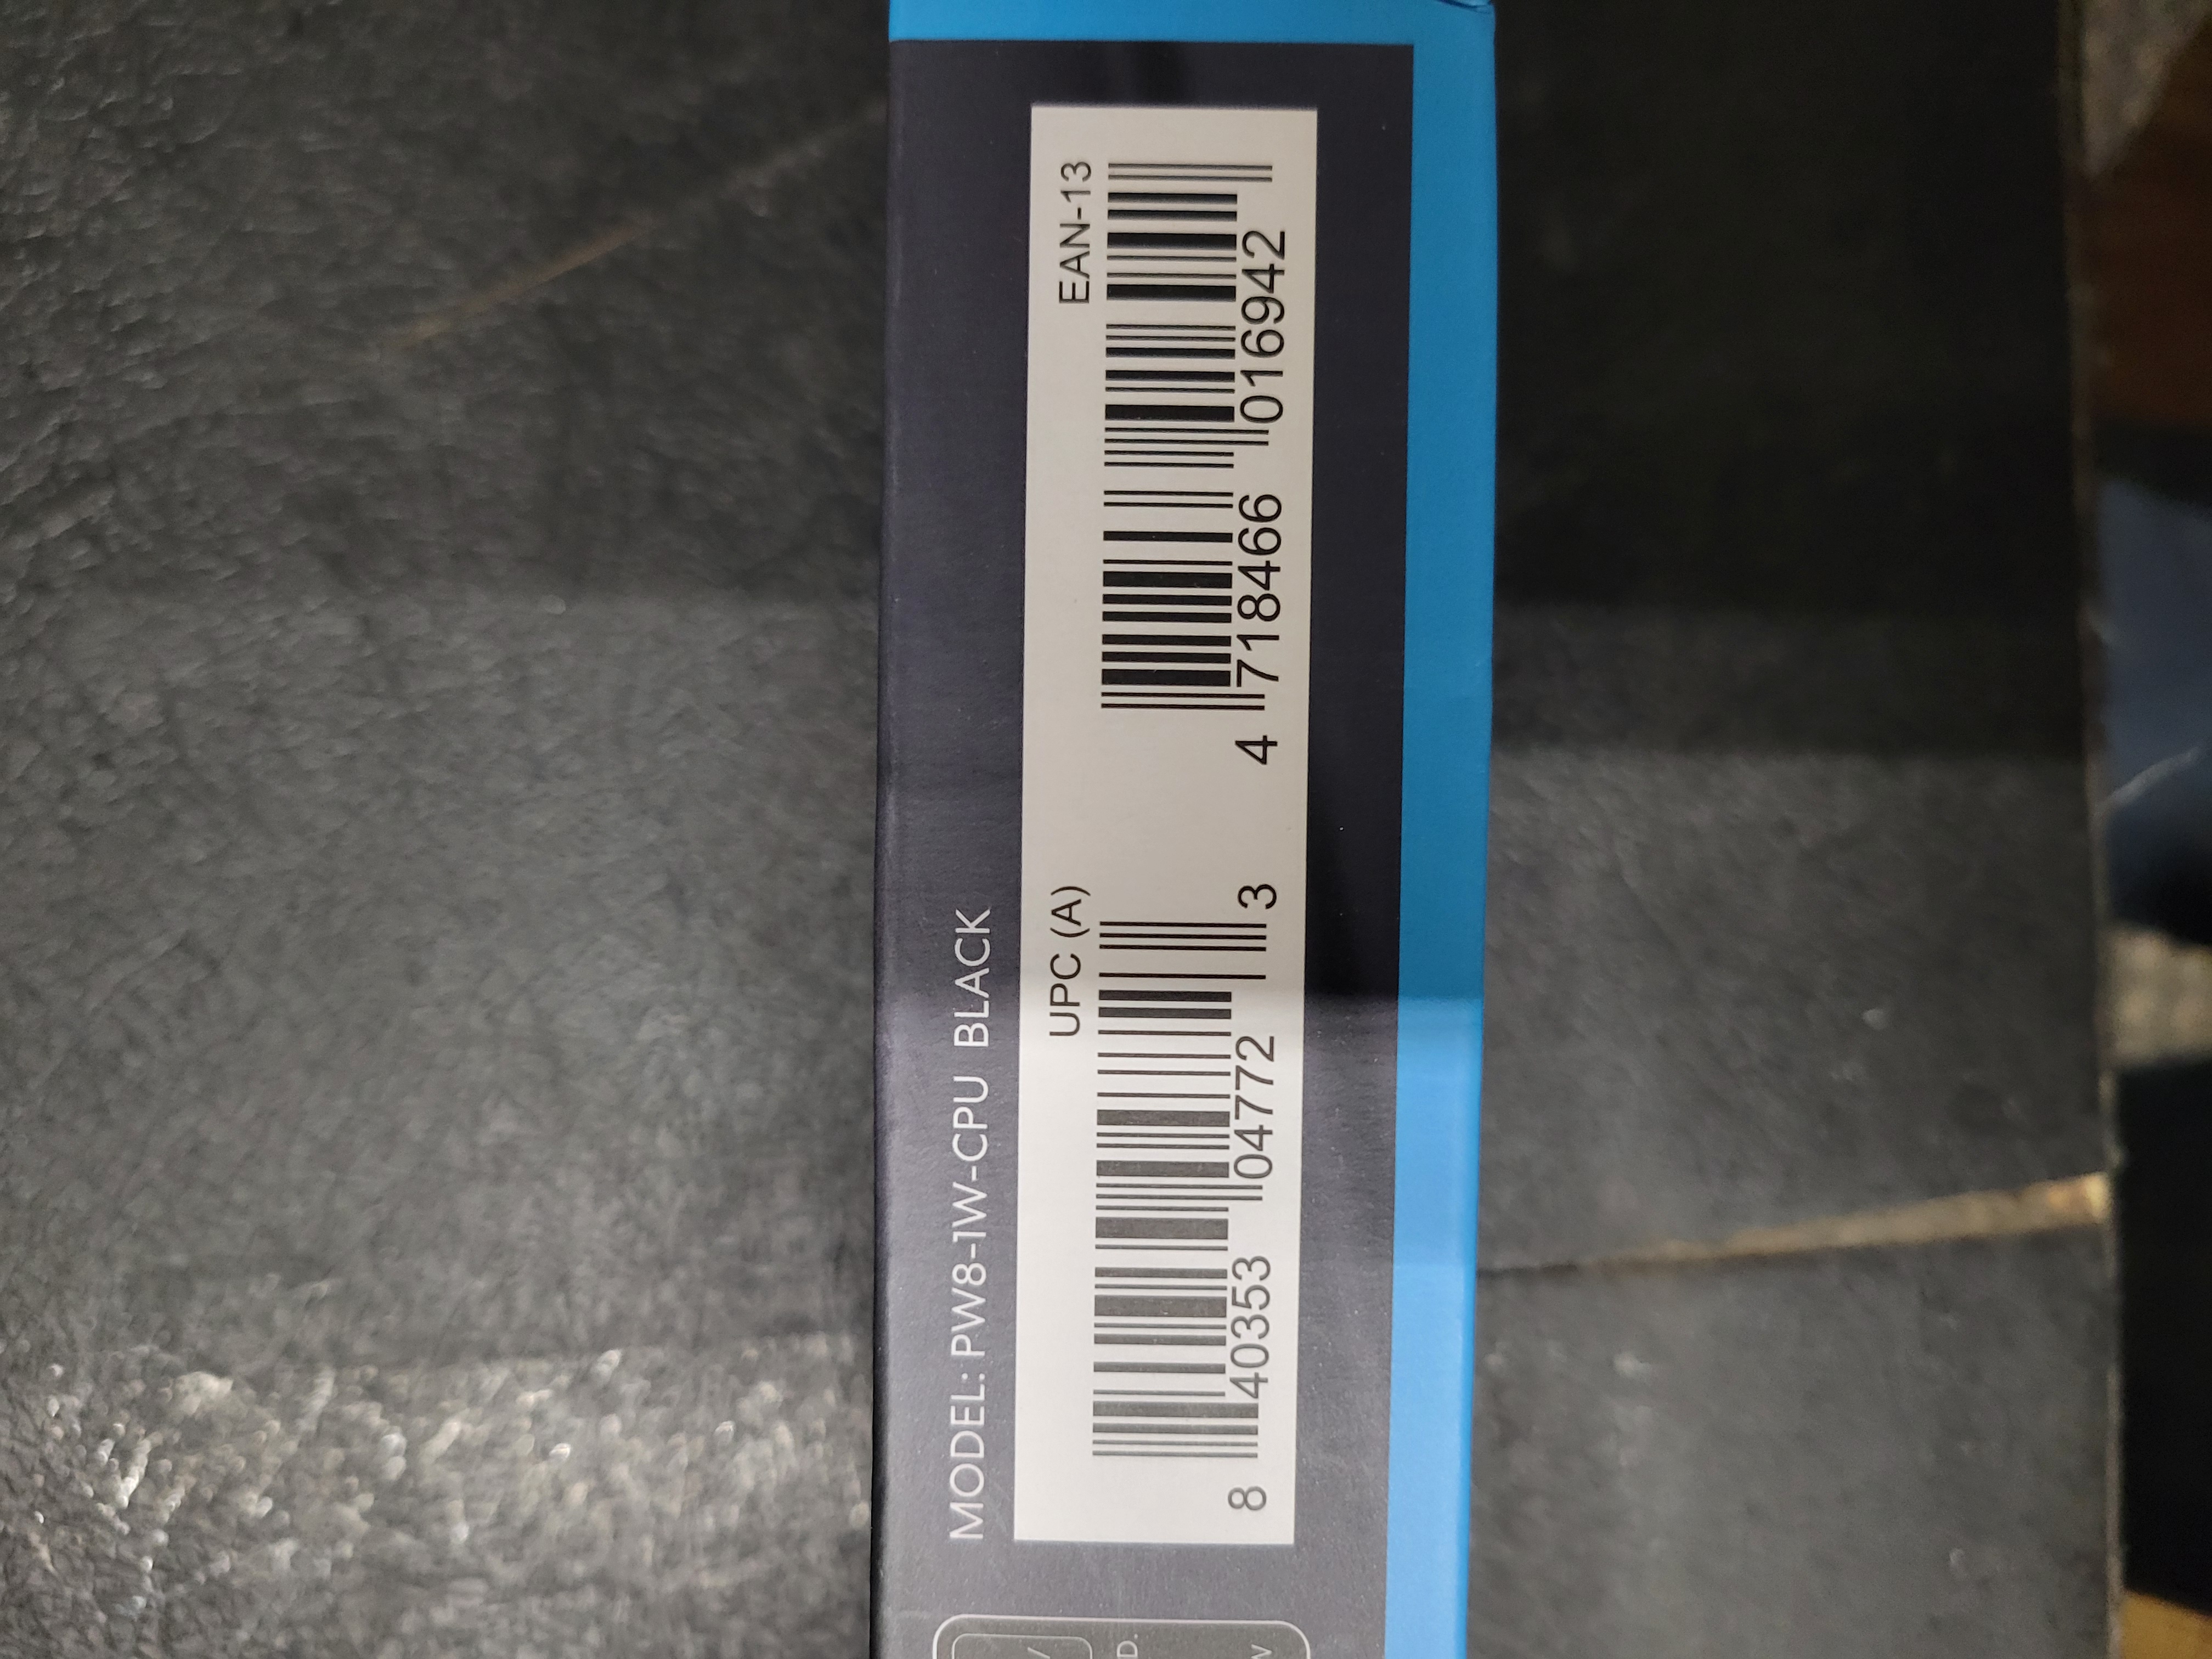 MODEL: PW8-1W-CPU BLACK
UPC (A)
8 40353 04772 3
EAN-13
4 718466 016942